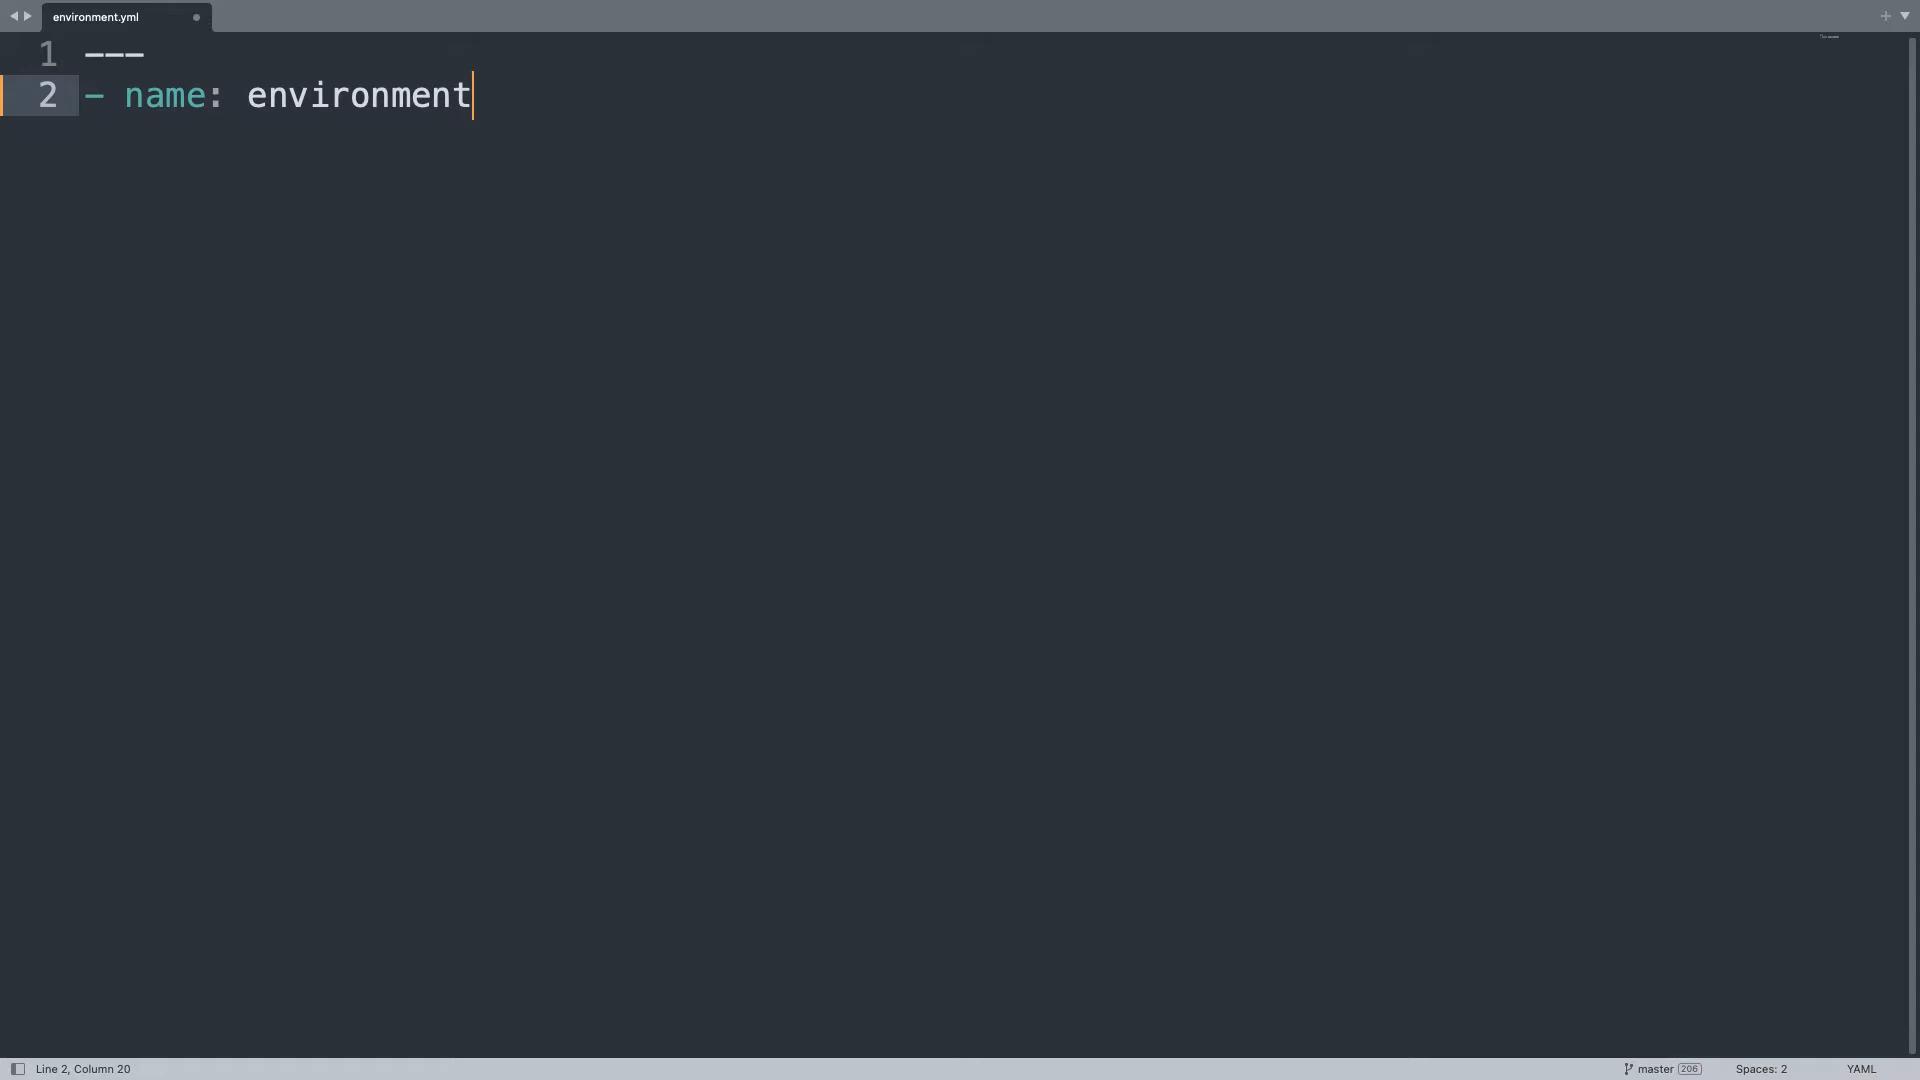 environment.yml
1 ---
2 - name: environment
Line 2, Column 20
master 206
Spaces: 2
YAML